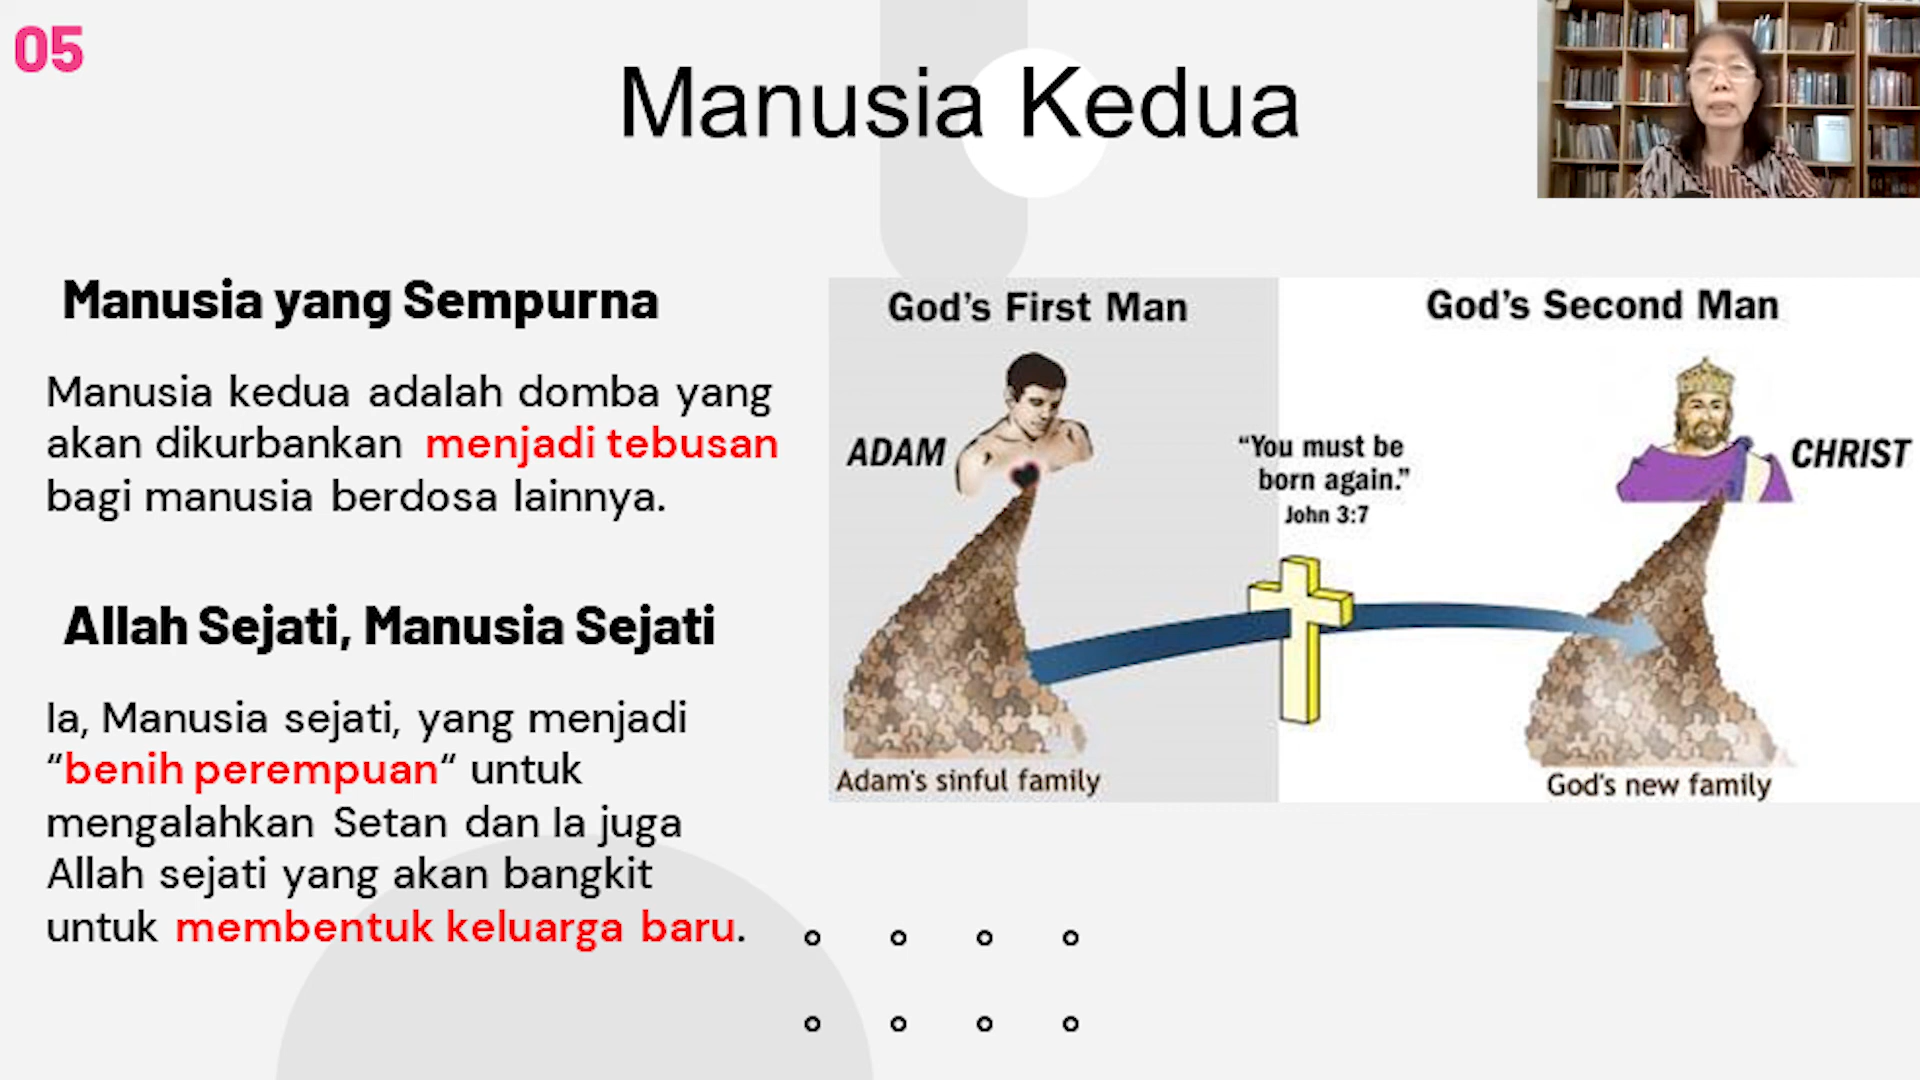 05
Manusia Kedua
Manusia yang Sempurna
Manusia kedua adalah domba yang
akan dikurbankan menjadi tebusan
bagi manusia berdosa lainnya.
Allah Sejati, Manusia Sejati
Ia, Manusia sejati, yang menjadi
“benih perempuan“ untuk
mengalahkan Setan dan Ia juga
Allah sejati yang akan bangkit
untuk membentuk keluarga baru.
God's First Man
ADAM
Adam's sinful family
“You must be
born again.”
John 3:7
God's Second Man
CHRIST
God's new family